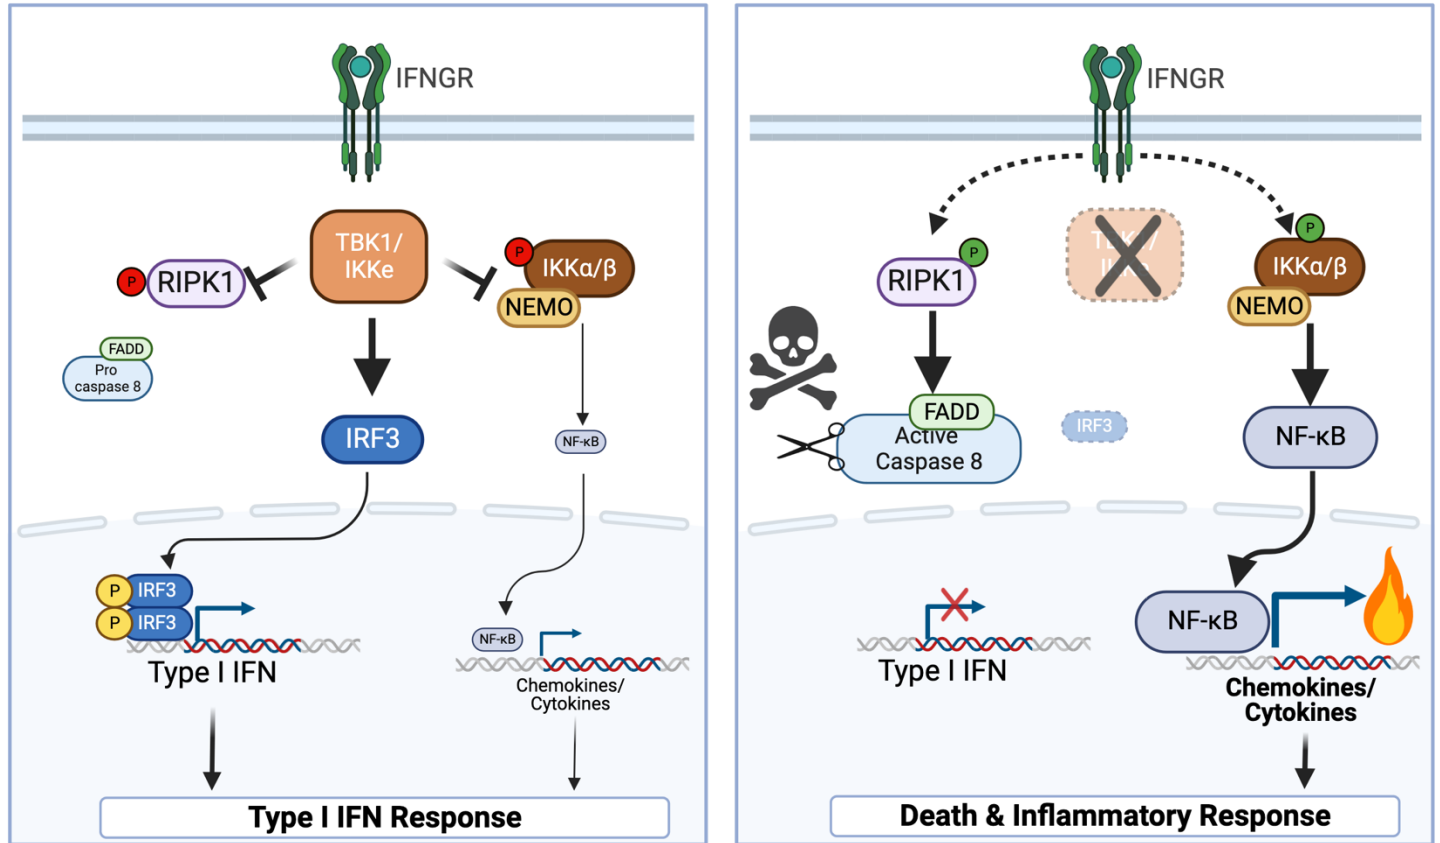 IFNGR
TBK1/
IKKe
P
RIPK1
P
IKKα/β
NEMO
FADD
Pro
caspase 8
IRF3
NF-κB
P
IRF3
P
IRF3
Type I IFN
NF-κB
Chemokines/
Cytokines
Type I IFN Response
IFNGR
P
RIPK1
P
IKKα/β
NEMO
FADD
Active
Caspase 8
IRF3
NF-κB
Type I IFN
NF-κB
Chemokines/
Cytokines
Death & Inflammatory Response